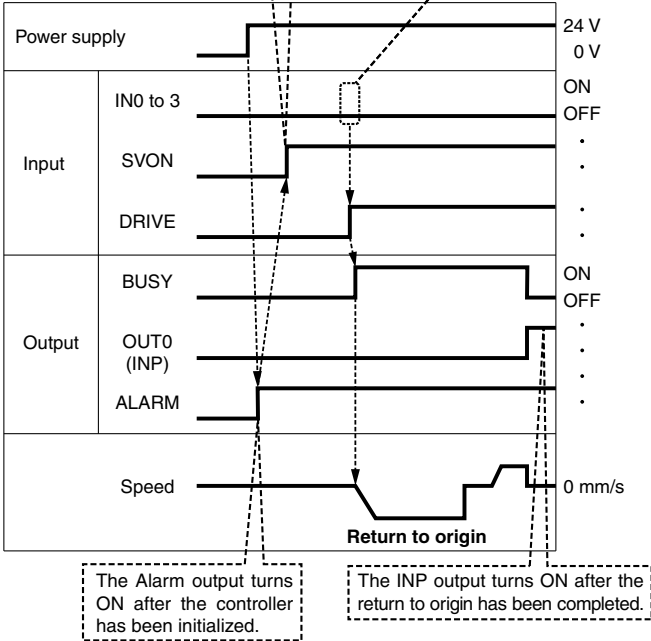 Power supply
24 V
0 V
Input
IN0 to 3
ON
OFF
SVON
DRIVE
Output
BUSY
ON
OFF
OUT0
(INP)
ALARM
Speed
0 mm/s
Return to origin
The Alarm output turns
ON after the controller
has been initialized.
The INP output turns ON after the
return to origin has been completed.